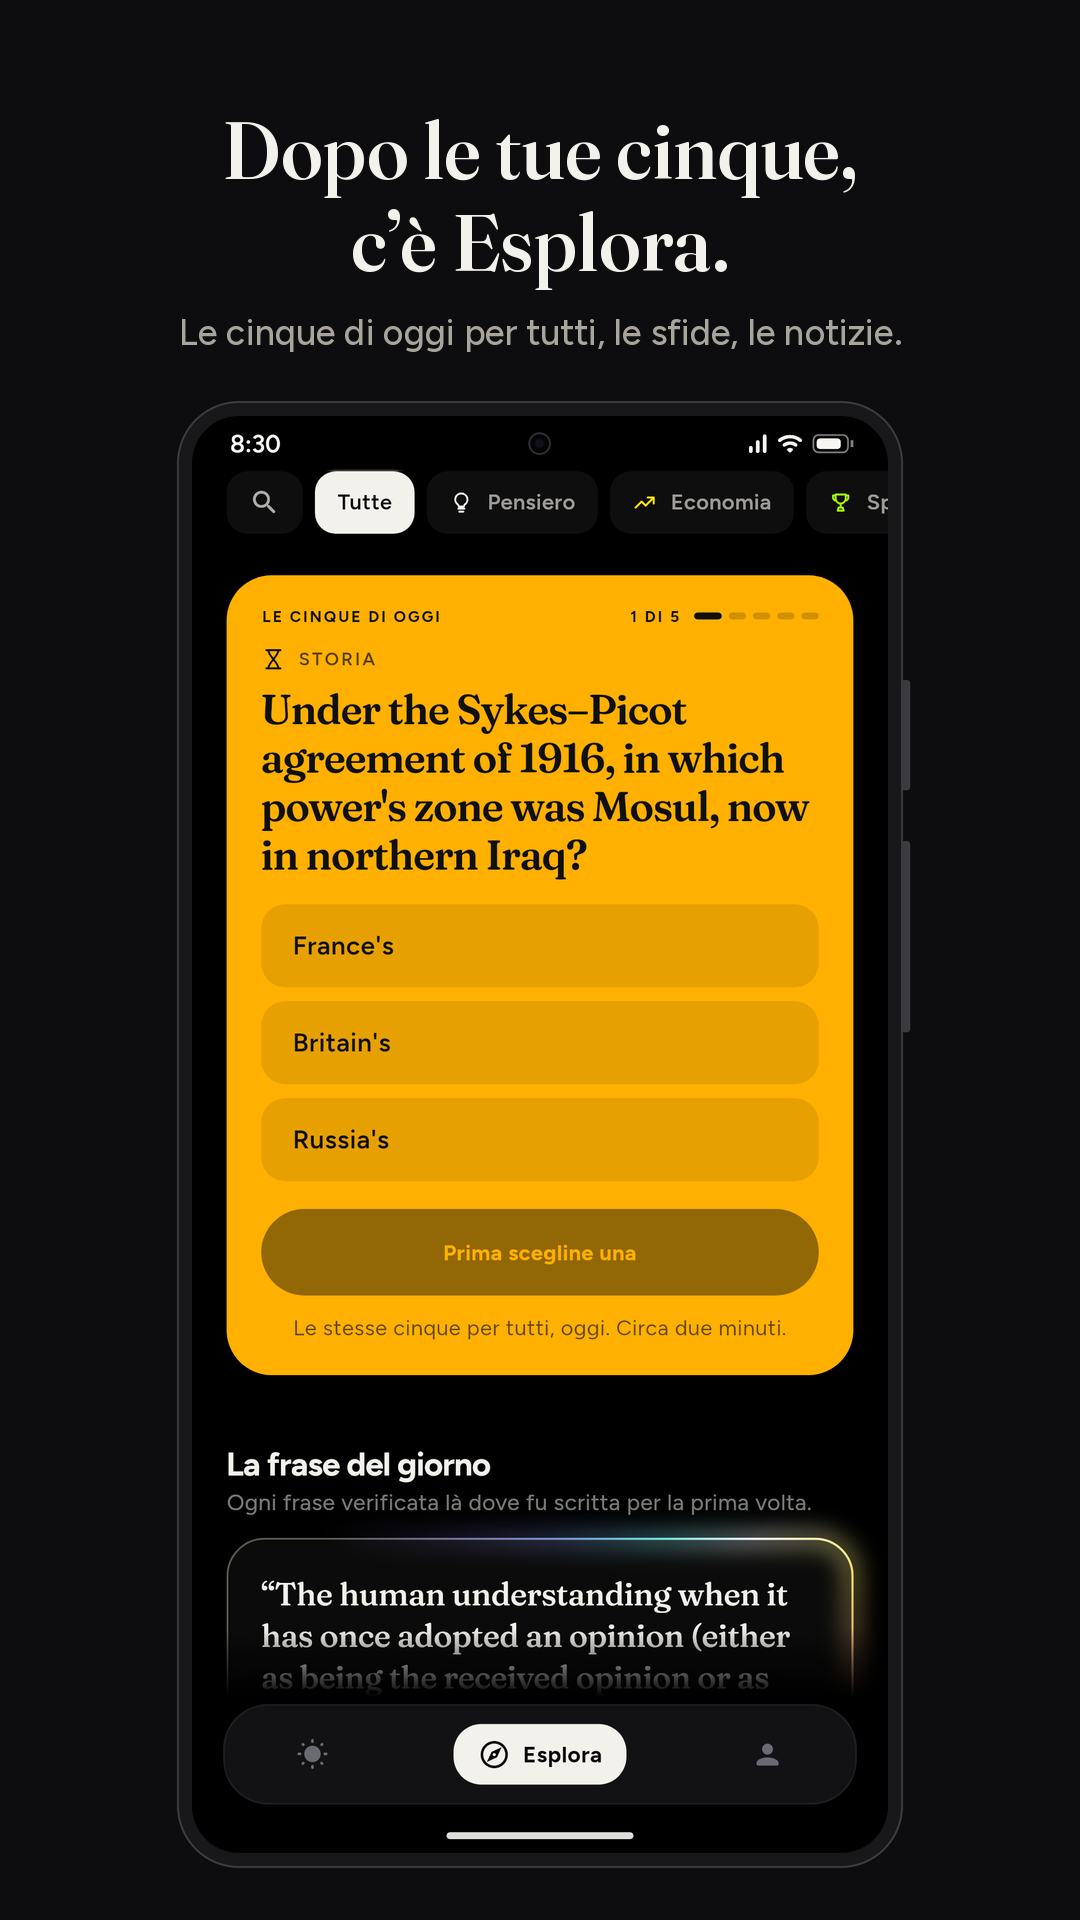 Dopo le tue cinque,
c’è Esplora.
Le cinque di oggi per tutti, le sfide, le notizie.
8:30
Tutte
Pensiero
Economia
Sp
LE CINQUE DI OGGI
1 DI 5
STORIA
Under the Sykes–Picot
agreement of 1916, in which
power's zone was Mosul, now
in northern Iraq?
France's
Britain's
Russia's
Prima scegline una
Le stesse cinque per tutti, oggi. Circa due minuti.
La frase del giorno
Ogni frase verificata là dove fu scritta per la prima volta.
“The human understanding when it
has once adopted an opinion (either
as being the received opinion or as
Esplora